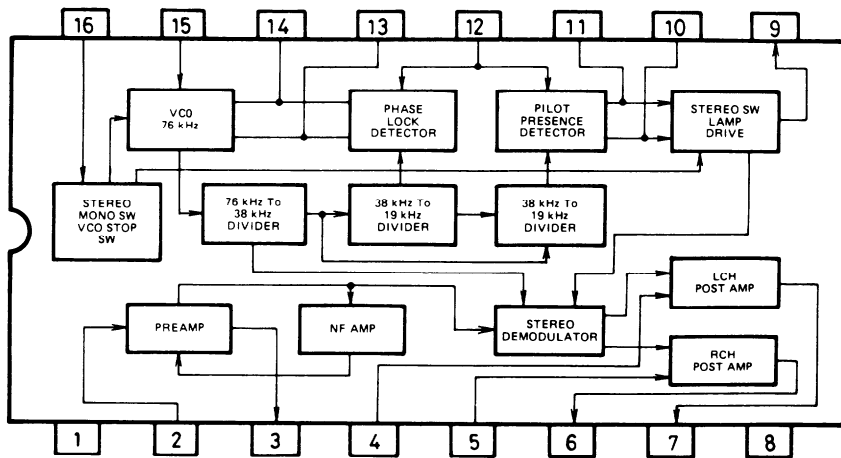 16 15 14 13 12 11 10 9
VC0
76 kHz
PHASE
LOCK
DETECTOR
PILOT
PRESENCE
DETECTOR
STEREO SW
LAMP
DRIVE
STEREO
MONO SW
VCO STOP
SW
76 kHz To
38 kHz
DIVIDER
38 kHz To
19 kHz
DIVIDER
38 kHz To
19 kHz
DIVIDER
PREAMP
NF AMP
STEREO
DEMODULATOR
LCH
POST AMP
RCH
POST AMP
1 2 3 4 5 6 7 8